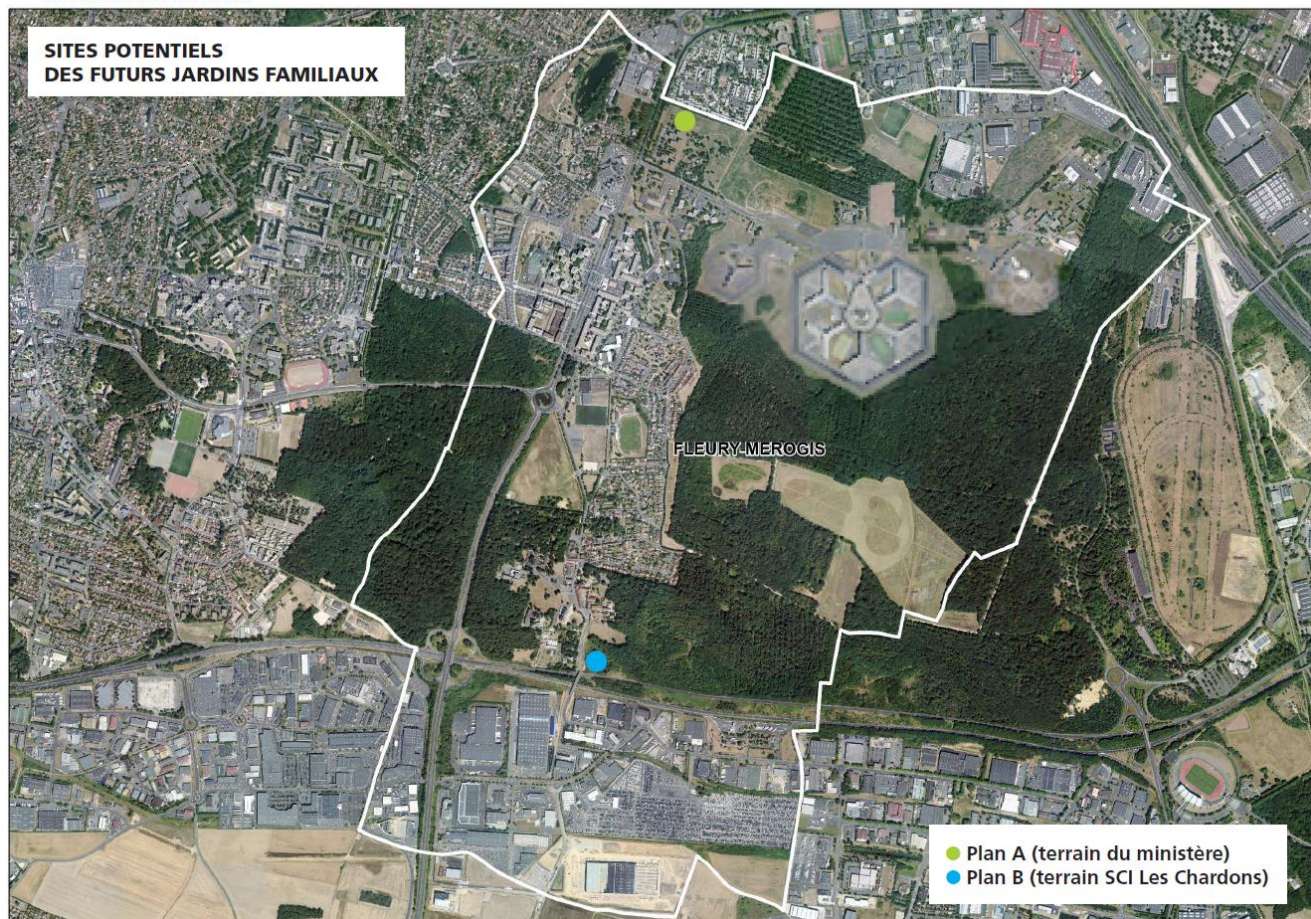 SITES POTENTIELS
DES FUTURS JARDINS FAMILIAUX
FLEURY-MEROGIS
Plan A (terrain du ministère)
Plan B (terrain SCI Les Chardons)